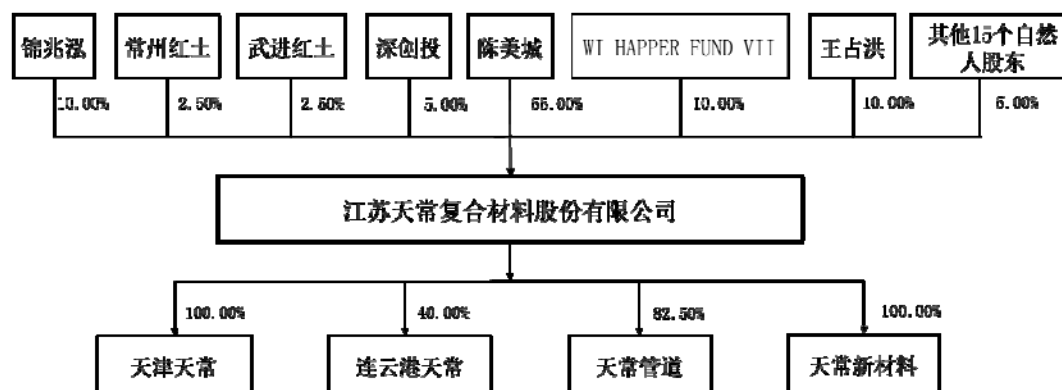 锦兆泓
常州红土
武进红土
深创投
陈美城
WI HAPPER FUND VII
王占洪
其他15个自然
人股东
10.00%
2.50%
2.50%
5.00%
55.00%
10.00%
10.00%
5.00%
江苏天常复合材料股份有限公司
100.00%
40.00%
82.50%
100.00%
天津天常
连云港天常
天常管道
天常新材料